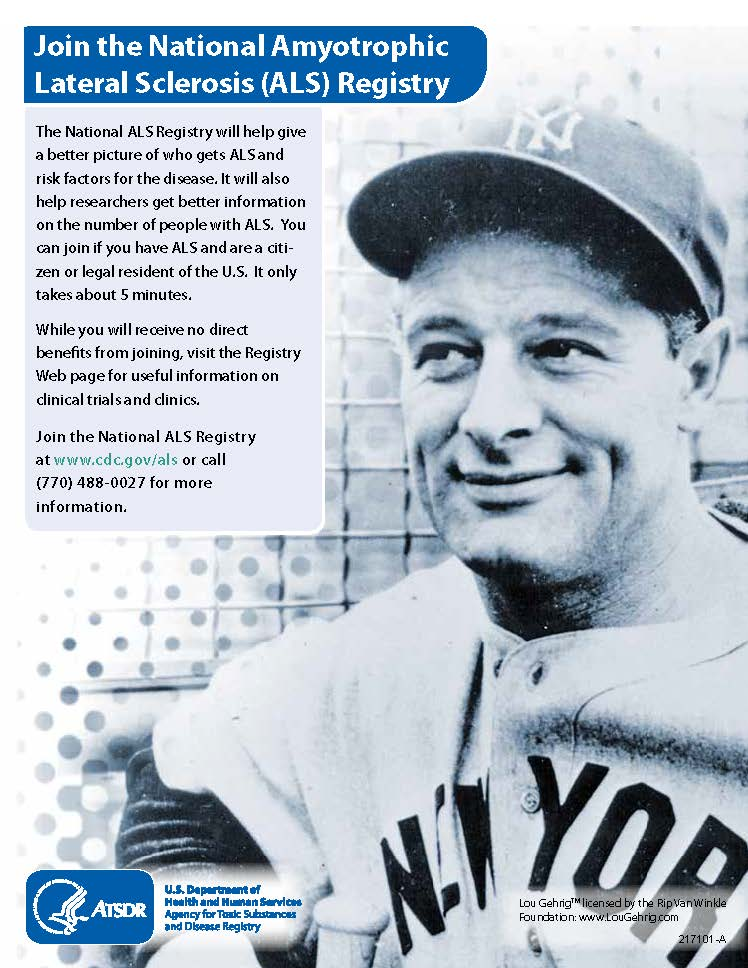 Join the National Amyotrophic
Lateral Sclerosis (ALS) Registry
The National ALS Registry will help give
a better picture of who gets ALS and
risk factors for the disease. It will also
help researchers get better information
on the number of people with ALS. You
can join if you have ALS and are a citi-
zen or legal resident of the U.S. It only
takes about 5 minutes.
While you will receive no direct
benefits from joining, visit the Registry
Web page for useful information on
clinical trials and clinics.
Join the National ALS Registry
at www.cdc.gov/als or call
(770) 488-0027 for more
information.
NY
NEW YORK
ATSDR
U.S. Department of
Health and Human Services
Agency for Toxic Substances
and Disease Registry
Lou Gehrig™ licensed by the Rip Van Winkle
Foundation: www.LouGehrig.com
217101-A